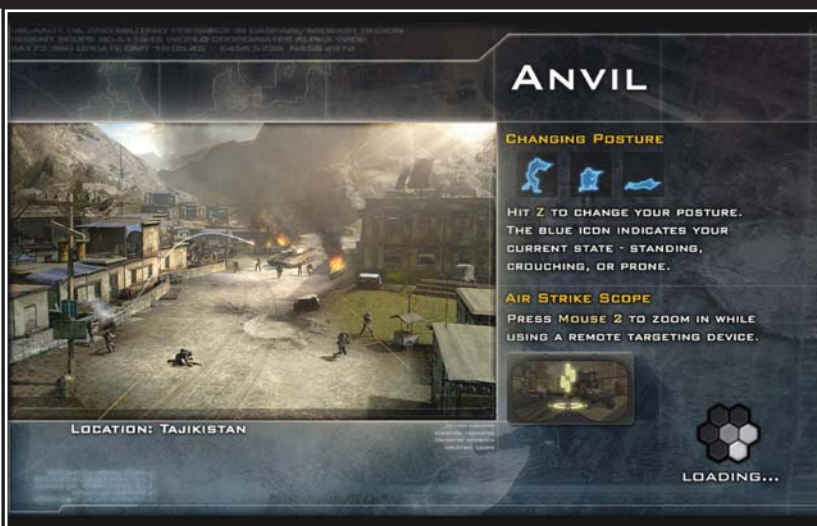 ANVIL
CHANGING POSTURE
HIT Z TO CHANGE YOUR POSTURE.
THE BLUE ICON INDICATES YOUR
CURRENT STATE - STANDING,
CROUCHING, OR PRONE.
AIR STRIKE SCOPE
PRESS MOUSE 2 TO ZOOM IN WHILE
USING A REMOTE TARGETING DEVICE.
LOCATION: TAJIKISTAN
LOADING...